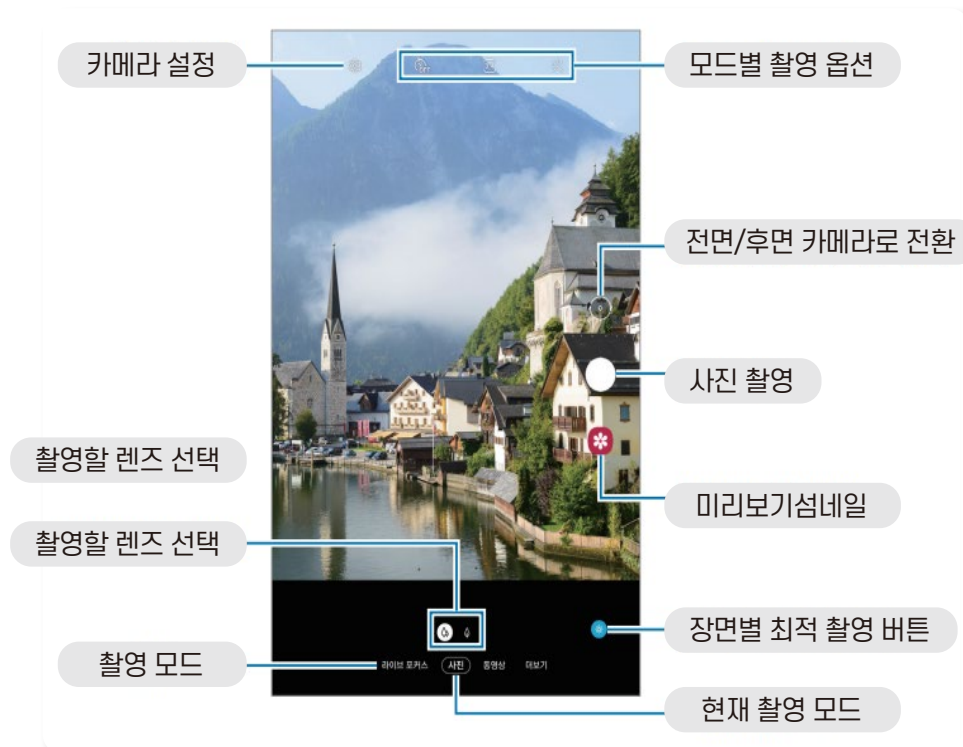 카메라 설정
모드별 촬영 옵션
전면/후면 카메라로 전환
사진 촬영
촬영할 렌즈 선택
미리보기섬네일
촬영할 렌즈 선택
장면별 최적 촬영 버튼
촬영 모드
라이브 포커스 사진 동영상 더보기
현재 촬영 모드